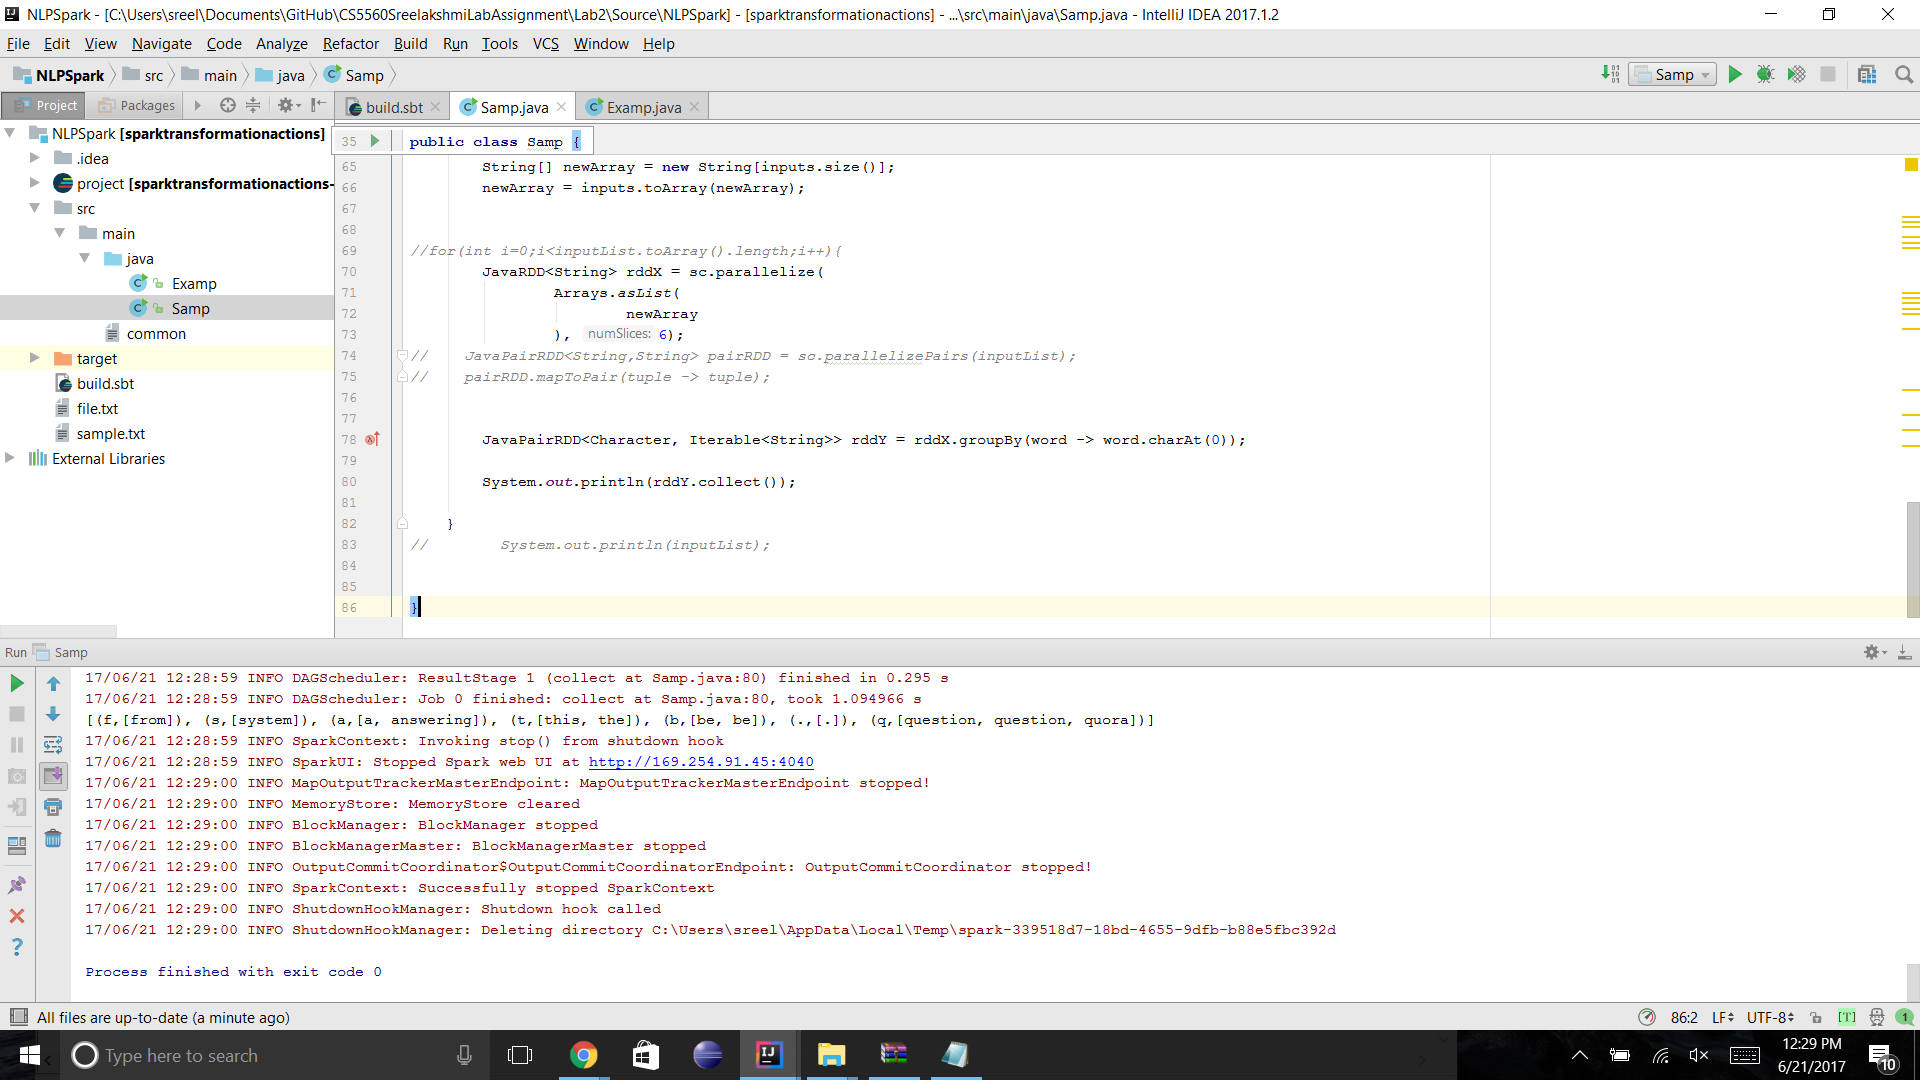 NLPSpark - [C:\Users\sreel\Documents\GitHub\CS5560SreelakshmiLabAssignment\Lab2\Source\NLPSpark] - [sparktransformationactions] - ...\src\main\java\Samp.java - IntelliJ IDEA 2017.1.2
File Edit View Navigate Code Analyze Refactor Build Run Tools VCS Window Help
NLPSpark src main java Samp Samp
Project Packages build.sbt Samp.java Examp.java
NLPSpark [sparktransformationactions]
.idea
project [sparktransformationactions-
src
main
java
Examp
Samp
common
target
build.sbt
file.txt
sample.txt
External Libraries
35 public class Samp {
65 String[] newArray = new String[inputs.size()];
66 newArray = inputs.toArray(newArray);
67
68
69 //for(int i=0;i<inputList.toArray().length;i++){
70 JavaRDD<String> rddX = sc.parallelize(
71 Arrays.asList(
72 newArray
73 ), numSlices: 6);
74 // JavaPairRDD<String,String> pairRDD = sc.parallelizePairs(inputList);
75 // pairRDD.mapToPair(tuple -> tuple);
76
77
78 JavaPairRDD<Character, Iterable<String>> rddY = rddX.groupBy(word -> word.charAt(0));
79
80 System.out.println(rddY.collect());
81
82 }
83 // System.out.println(inputList);
84
85
86 }
Run Samp
17/06/21 12:28:59 INFO DAGScheduler: ResultStage 1 (collect at Samp.java:80) finished in 0.295 s
17/06/21 12:28:59 INFO DAGScheduler: Job 0 finished: collect at Samp.java:80, took 1.094966 s
[(f,[from]), (s,[system]), (a,[a, answering]), (t,[this, the]), (b,[be, be]), (.,[.]), (q,[question, question, quora])]
17/06/21 12:28:59 INFO SparkContext: Invoking stop() from shutdown hook
17/06/21 12:28:59 INFO SparkUI: Stopped Spark web UI at http://169.254.91.45:4040
17/06/21 12:29:00 INFO MapOutputTrackerMasterEndpoint: MapOutputTrackerMasterEndpoint stopped!
17/06/21 12:29:00 INFO MemoryStore: MemoryStore cleared
17/06/21 12:29:00 INFO BlockManager: BlockManager stopped
17/06/21 12:29:00 INFO BlockManagerMaster: BlockManagerMaster stopped
17/06/21 12:29:00 INFO OutputCommitCoordinator$OutputCommitCoordinatorEndpoint: OutputCommitCoordinator stopped!
17/06/21 12:29:00 INFO SparkContext: Successfully stopped SparkContext
17/06/21 12:29:00 INFO ShutdownHookManager: Shutdown hook called
17/06/21 12:29:00 INFO ShutdownHookManager: Deleting directory C:\Users\sreel\AppData\Local\Temp\spark-339518d7-18bd-4655-9dfb-b88e5fbc392d
Process finished with exit code 0
All files are up-to-date (a minute ago) 86:2 LF UTF-8 [T] 1
Type here to search
12:29 PM
6/21/2017
10